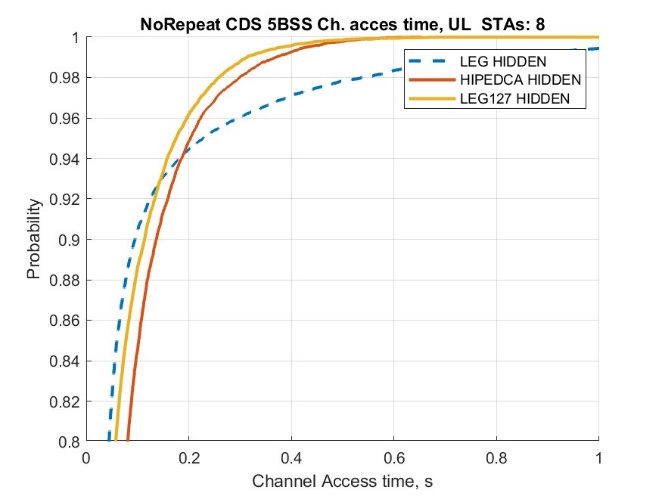 NoRepeat CDS 5BSS Ch. acces time, UL  STAs: 8
1
LEG HIDDEN
HIPEDCA HIDDEN
LEG127 HIDDEN
0.98
0.96
0.94
0.92
0.9
0.88
0.86
0.84
0.82
0.8
Probability
0
0.2
0.4
0.6
0.8
1
Channel Access time, s